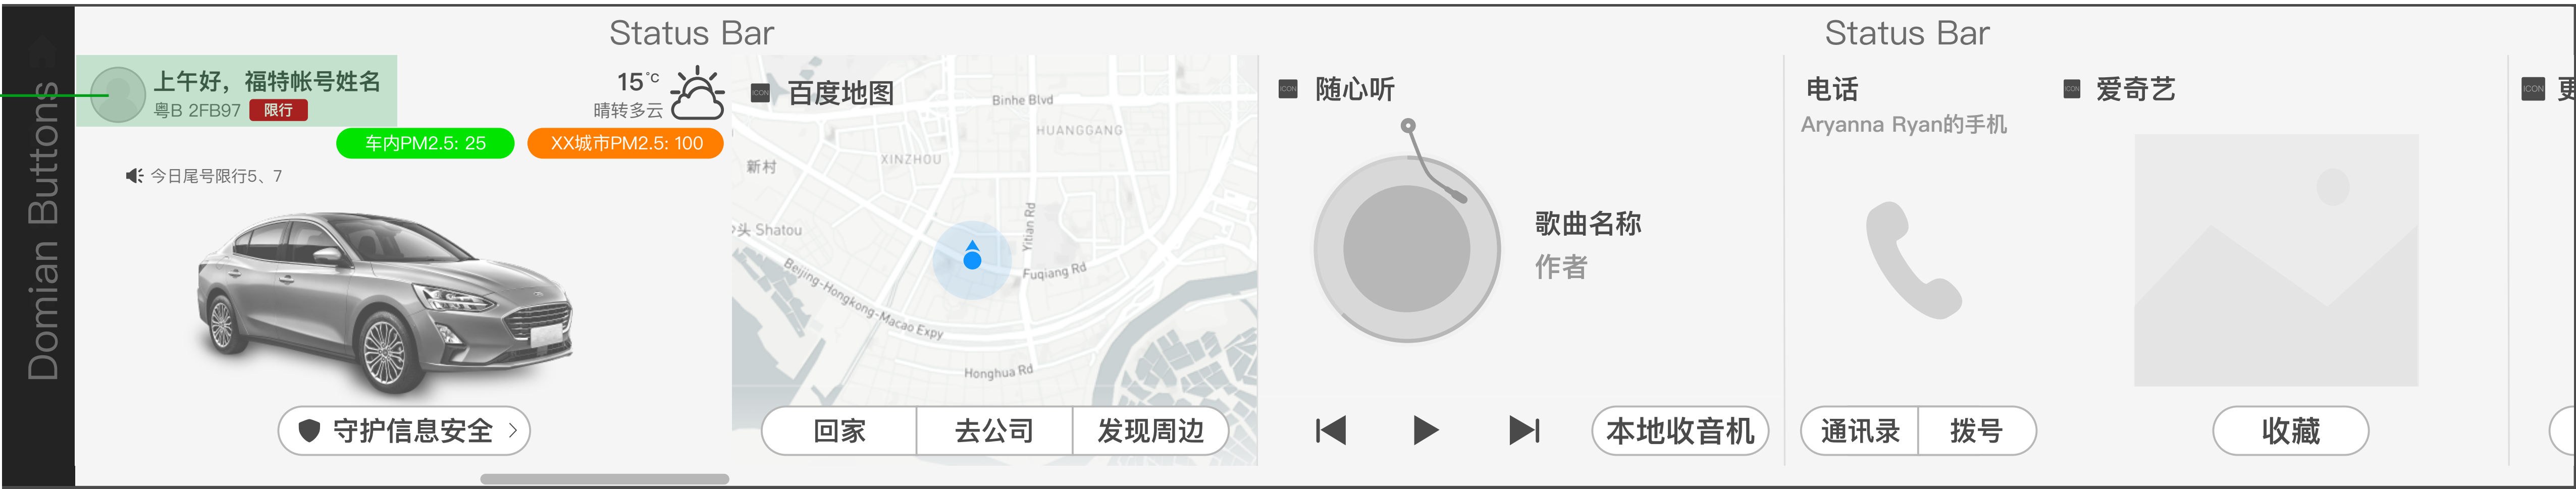 Status Bar
Status Bar
Domian Buttons
上午好，福特帐号姓名
粤B 2FB97
限行
15°C
晴转多云
车内PM2.5: 25
XX城市PM2.5: 100
今日尾号限行5、7
守护信息安全
ICON
百度地图
Binhe Blvd
HUANGGANG
XINZHOU
新村
头 Shatou
Yitian Rd
Fuqiang Rd
Beijing-Hongkong-Macao Expy
Honghua Rd
回家
去公司
发现周边
ICON
随心听
歌曲名称
作者
本地收音机
电话
Aryanna Ryan的手机
通讯录
拨号
ICON
爱奇艺
收藏
ICON